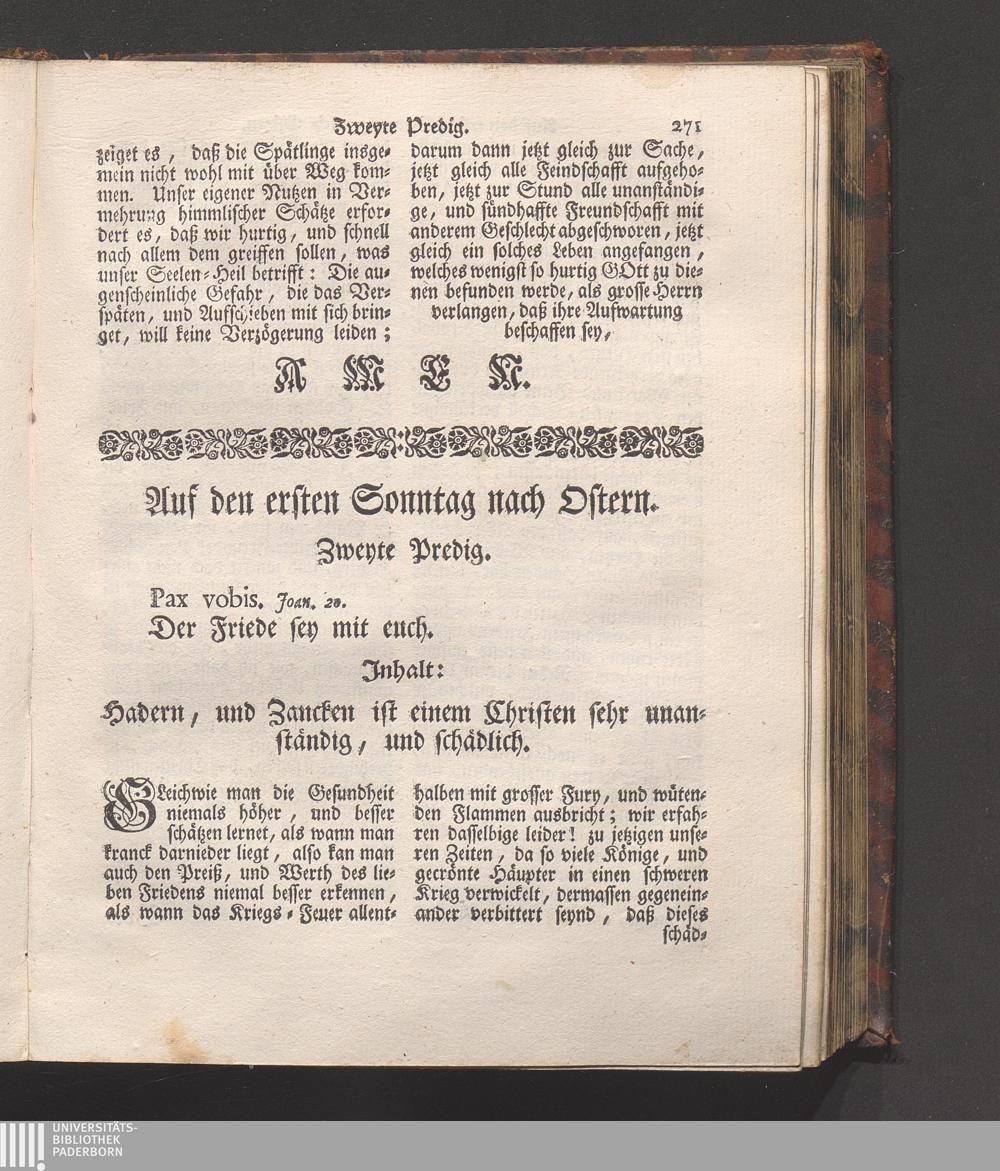 Zweyte Predig. 271
zeiget es, daß die Spätlinge insge-
mein nicht wohl mit über Weg kom-
men. Unser eigener Nutzen in Ver-
mehrung himmlischer Schätze erfor-
dert es, daß wir hurtig, und schnell
nach allem dem greiffen sollen, was
unser Seelen-Heil betrifft: Die au-
genscheinliche Gefahr, die das Ver-
späten, und Aufschieben mit sich brin-
get, will keine Verzögerung leiden;
darum dann jetzt gleich zur Sache,
jetzt gleich alle Feindschafft aufgeho-
ben, jetzt zur Stund alle unanständi-
ge, und sündhaffte Freundschafft mit
anderem Geschlecht abgeschworen, jetzt
gleich ein solches Leben angefangen,
welches wenigst so hurtig GOtt zu die-
nen befunden werde, als grosse Herrn
verlangen, daß ihre Aufwartung
beschaffen sey,
A M E N.
Auf den ersten Sonntag nach Ostern.
Zweyte Predig.
Pax vobis. Joan. 20.
Der Friede sey mit euch.
Inhalt:
Hadern, und Zancken ist einem Christen sehr unan-
ständig, und schädlich.
GLeichwie man die Gesundheit
niemals höher, und besser
schätzen lernet, als wann man
kranck darnieder liegt, also kan man
auch den Preiß, und Werth des lie-
ben Friedens niemal besser erkennen,
als wann das Kriegs-Feuer allent-
halben mit grosser Fury, und wüten-
den Flammen ausbricht; wir erfah-
ren dasselbige leider! zu jetzigen unse-
ren Zeiten, da so viele Könige, und
gecrönte Häupter in einen schweren
Krieg verwickelt, dermassen gegenein-
ander verbittert seynd, daß dieses
schäd-
UNIVERSITÄTS-
BIBLIOTHEK
PADERBORN